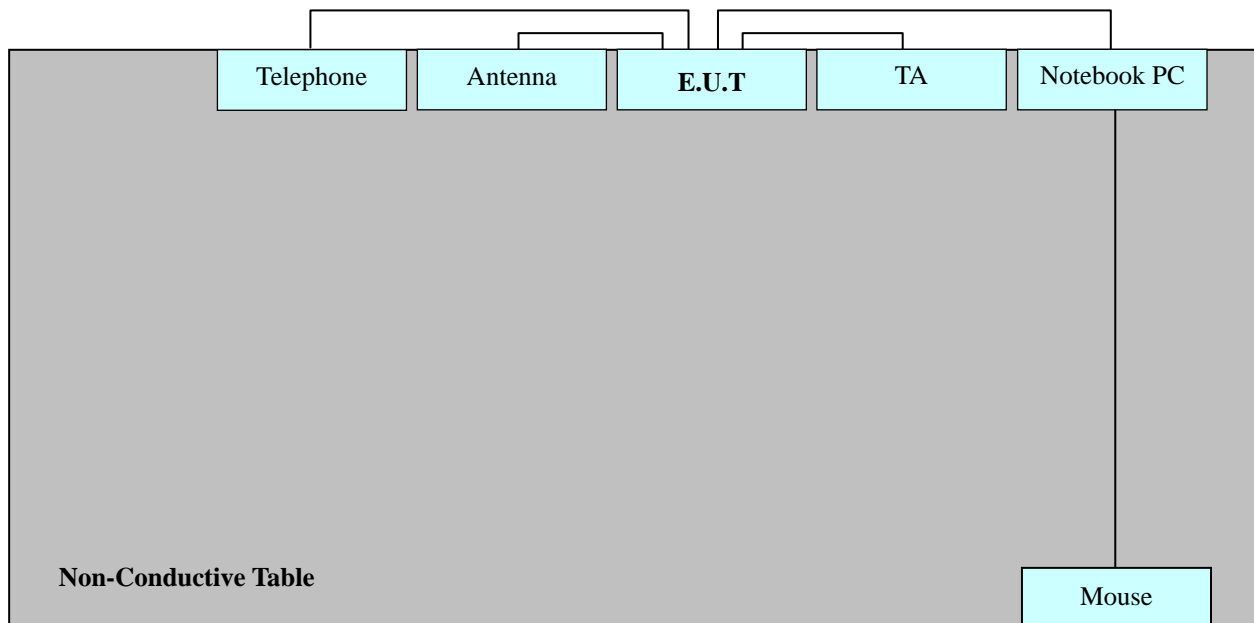 Telephone
Antenna
E.U.T
TA
Notebook PC
Non-Conductive Table
Mouse